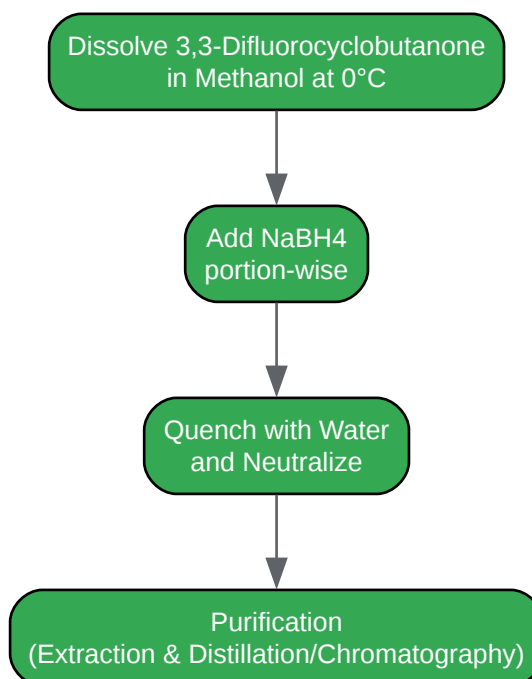 Dissolve 3,3-Difluorocyclobutanone
in Methanol at 0°C
Add NaBH4
portion-wise
Quench with Water
and Neutralize
Purification
(Extraction & Distillation/Chromatography)